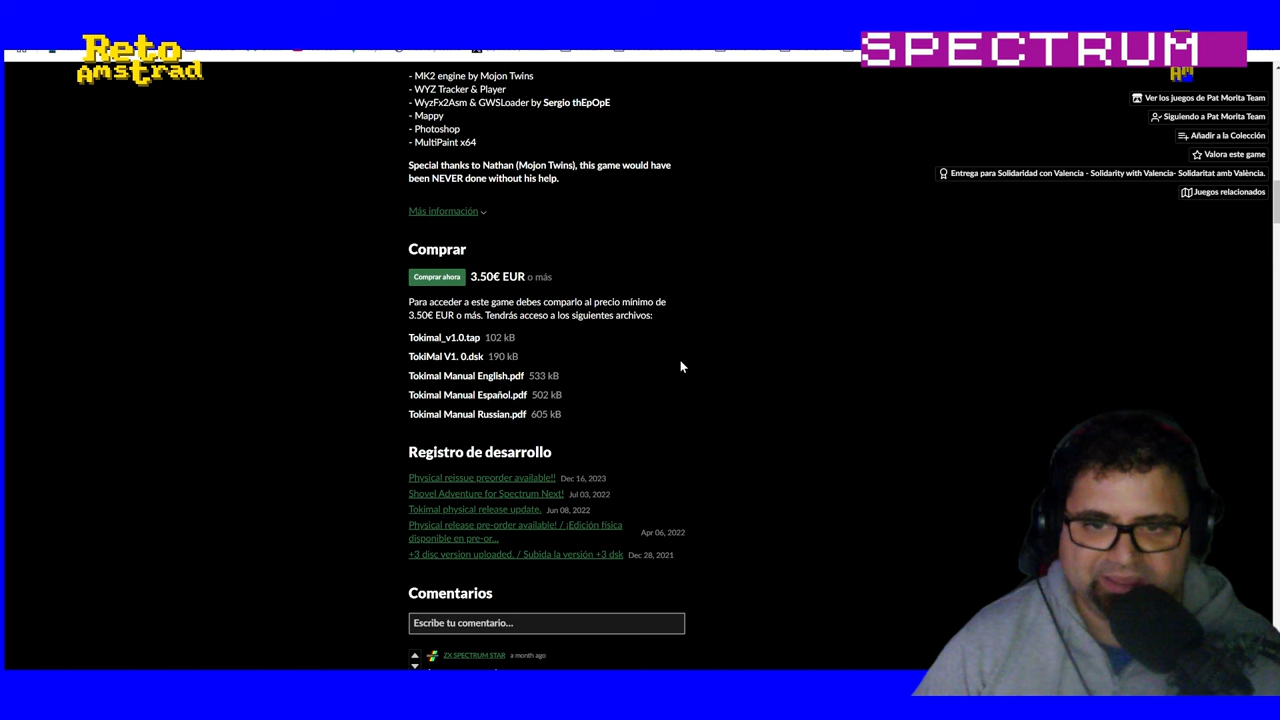 Reto
Amstrad
SPECTRUM
- MK2 engine by Mojon Twins
- WYZ Tracker & Player
- WyzFx2Asm & GWSLoader by Sergio thEpOpE
- Mappy
- Photoshop
- MultiPaint x64
Special thanks to Nathan (Mojon Twins), this game would have
been NEVER done without his help.
Más información
Comprar
Comprar ahora 3.50€ EUR o más
Para acceder a este game debes comparlo al precio mínimo de
3.50€ EUR o más. Tendrás acceso a los siguientes archivos:
Tokimal_v1.0.tap 102 kB
TokiMal V1. 0.dsk 190 kB
Tokimal Manual English.pdf 533 kB
Tokimal Manual Español.pdf 502 kB
Tokimal Manual Russian.pdf 605 kB
Registro de desarrollo
Physical reissue preorder available!! Dec 16, 2023
Shovel Adventure for Spectrum Next! Jul 03, 2022
Tokimal physical release update. Jun 08, 2022
Physical release pre-order available! / ¡Edición física
disponible en pre-or... Apr 06, 2022
+3 disc version uploaded. / Subida la versión +3 dsk Dec 28, 2021
Comentarios
Escribe tu comentario...
ZX SPECTRUM STAR a month ago
Ver los juegos de Pat Morita Team
Siguiendo a Pat Morita Team
Añadir a la Colección
Valora este game
Entrega para Solidaridad con Valencia - Solidarity with Valencia- Solidaritat amb València.
Juegos relacionados